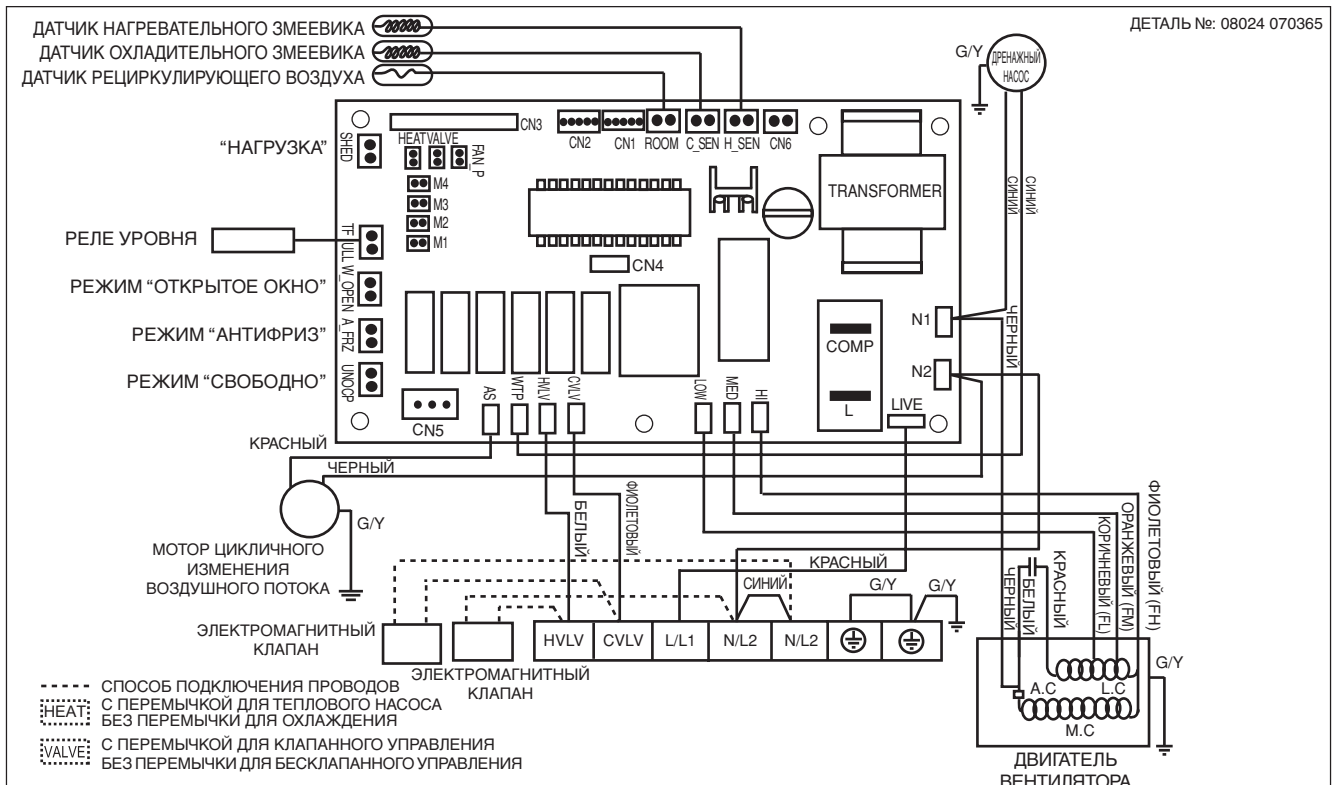 ДЕТАЛЬ №: 08024 070365
ДАТЧИК НАГРЕВАТЕЛЬНОГО ЗМЕЕВИКА
ДАТЧИК ОХЛАДИТЕЛЬНОГО ЗМЕЕВИКА
ДАТЧИК РЕЦИРКУЛИРУЮЩЕГО ВОЗДУХА
G/Y
ДРЕНАЖНЫЙ
НАСОС
CN3
CN2
CN1
ROOM
C_SEN
H_SEN
CN6
"НАГРУЗКА"
SHED
HEAT
VALVE
FAN_P
M4
M3
M2
M1
TRANSFORMER
СИНИЙ
СИНИЙ
РЕЛЕ УРОВНЯ
TFULL
CN4
РЕЖИМ "ОТКРЫТОЕ ОКНО"
W_OPEN
РЕЖИМ "АНТИФРИЗ"
A_FRZ
РЕЖИМ "СВОБОДНО"
UNOCP
N1
ЧЕРНЫЙ
COMP
N2
L
LIVE
CN5
AS
WTP
HVLV
CVLV
LOW
MED
HI
КРАСНЫЙ
ЧЕРНЫЙ
G/Y
МОТОР ЦИКЛИЧНОГО
ИЗМЕНЕНИЯ
ВОЗДУШНОГО ПОТОКА
БЕЛЫЙ
ФИОЛЕТОВЫЙ
КРАСНЫЙ
СИНИЙ
G/Y
G/Y
ЧЕРНЫЙ
БЕЛЫЙ
КРАСНЫЙ
КОРИЧНЕВЫЙ (FL)
ОРАНЖЕВЫЙ (FM)
ФИОЛЕТОВЫЙ (FH)
ЭЛЕКТРОМАГНИТНЫЙ
КЛАПАН
ЭЛЕКТРОМАГНИТНЫЙ
КЛАПАН
HVLV
CVLV
L/L1
N/L2
N/L2
G/Y
A.C
L.C
M.C
ДВИГАТЕЛЬ
ВЕНТИЛЯТОРА
СПОСОБ ПОДКЛЮЧЕНИЯ ПРОВОДОВ
HEAT
С ПЕРЕМЫЧКОЙ ДЛЯ ТЕПЛОВОГО НАСОСА
БЕЗ ПЕРЕМЫЧКИ ДЛЯ ОХЛАЖДЕНИЯ
VALVE
С ПЕРЕМЫЧКОЙ ДЛЯ КЛАПАННОГО УПРАВЛЕНИЯ
БЕЗ ПЕРЕМЫЧКИ ДЛЯ БЕСКЛАПАННОГО УПРАВЛЕНИЯ